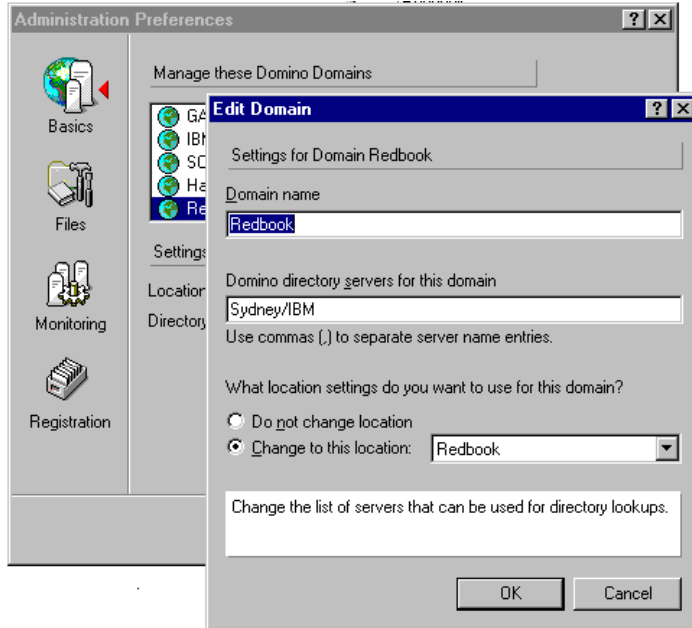 Administration Preferences
Manage these Domino Domains
Basics
Files
Monitoring
Registration
GA
IBM
SC
Ha
Re
Settings
Location
Directory
Edit Domain
Settings for Domain Redbook
Domain name
Redbook
Domino directory servers for this domain
Sydney/IBM
Use commas (,) to separate server name entries.
What location settings do you want to use for this domain?
Do not change location
Change to this location: Redbook
Change the list of servers that can be used for directory lookups.
OK Cancel